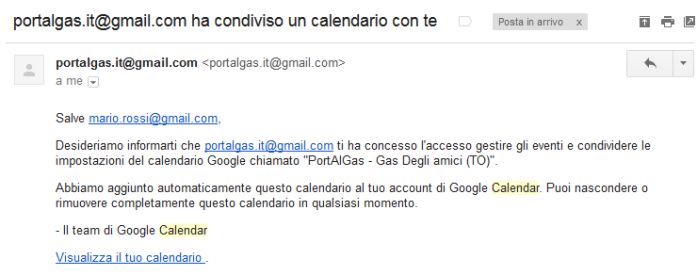 portalgas.it@gmail.com ha condiviso un calendario con te
Posta in arrivo x
portalgas.it@gmail.com <portalgas.it@gmail.com>
a me
Salve mario.rossi@gmail.com,
Desideriamo informarti che portalgas.it@gmail.com ti ha concesso l'accesso gestire gli eventi e condividere le
impostazioni del calendario Google chiamato "PortAlGas - Gas Degli amici (TO)".
Abbiamo aggiunto automaticamente questo calendario al tuo account di Google Calendar. Puoi nascondere o
rimuovere completamente questo calendario in qualsiasi momento.
- Il team di Google Calendar
Visualizza il tuo calendario .